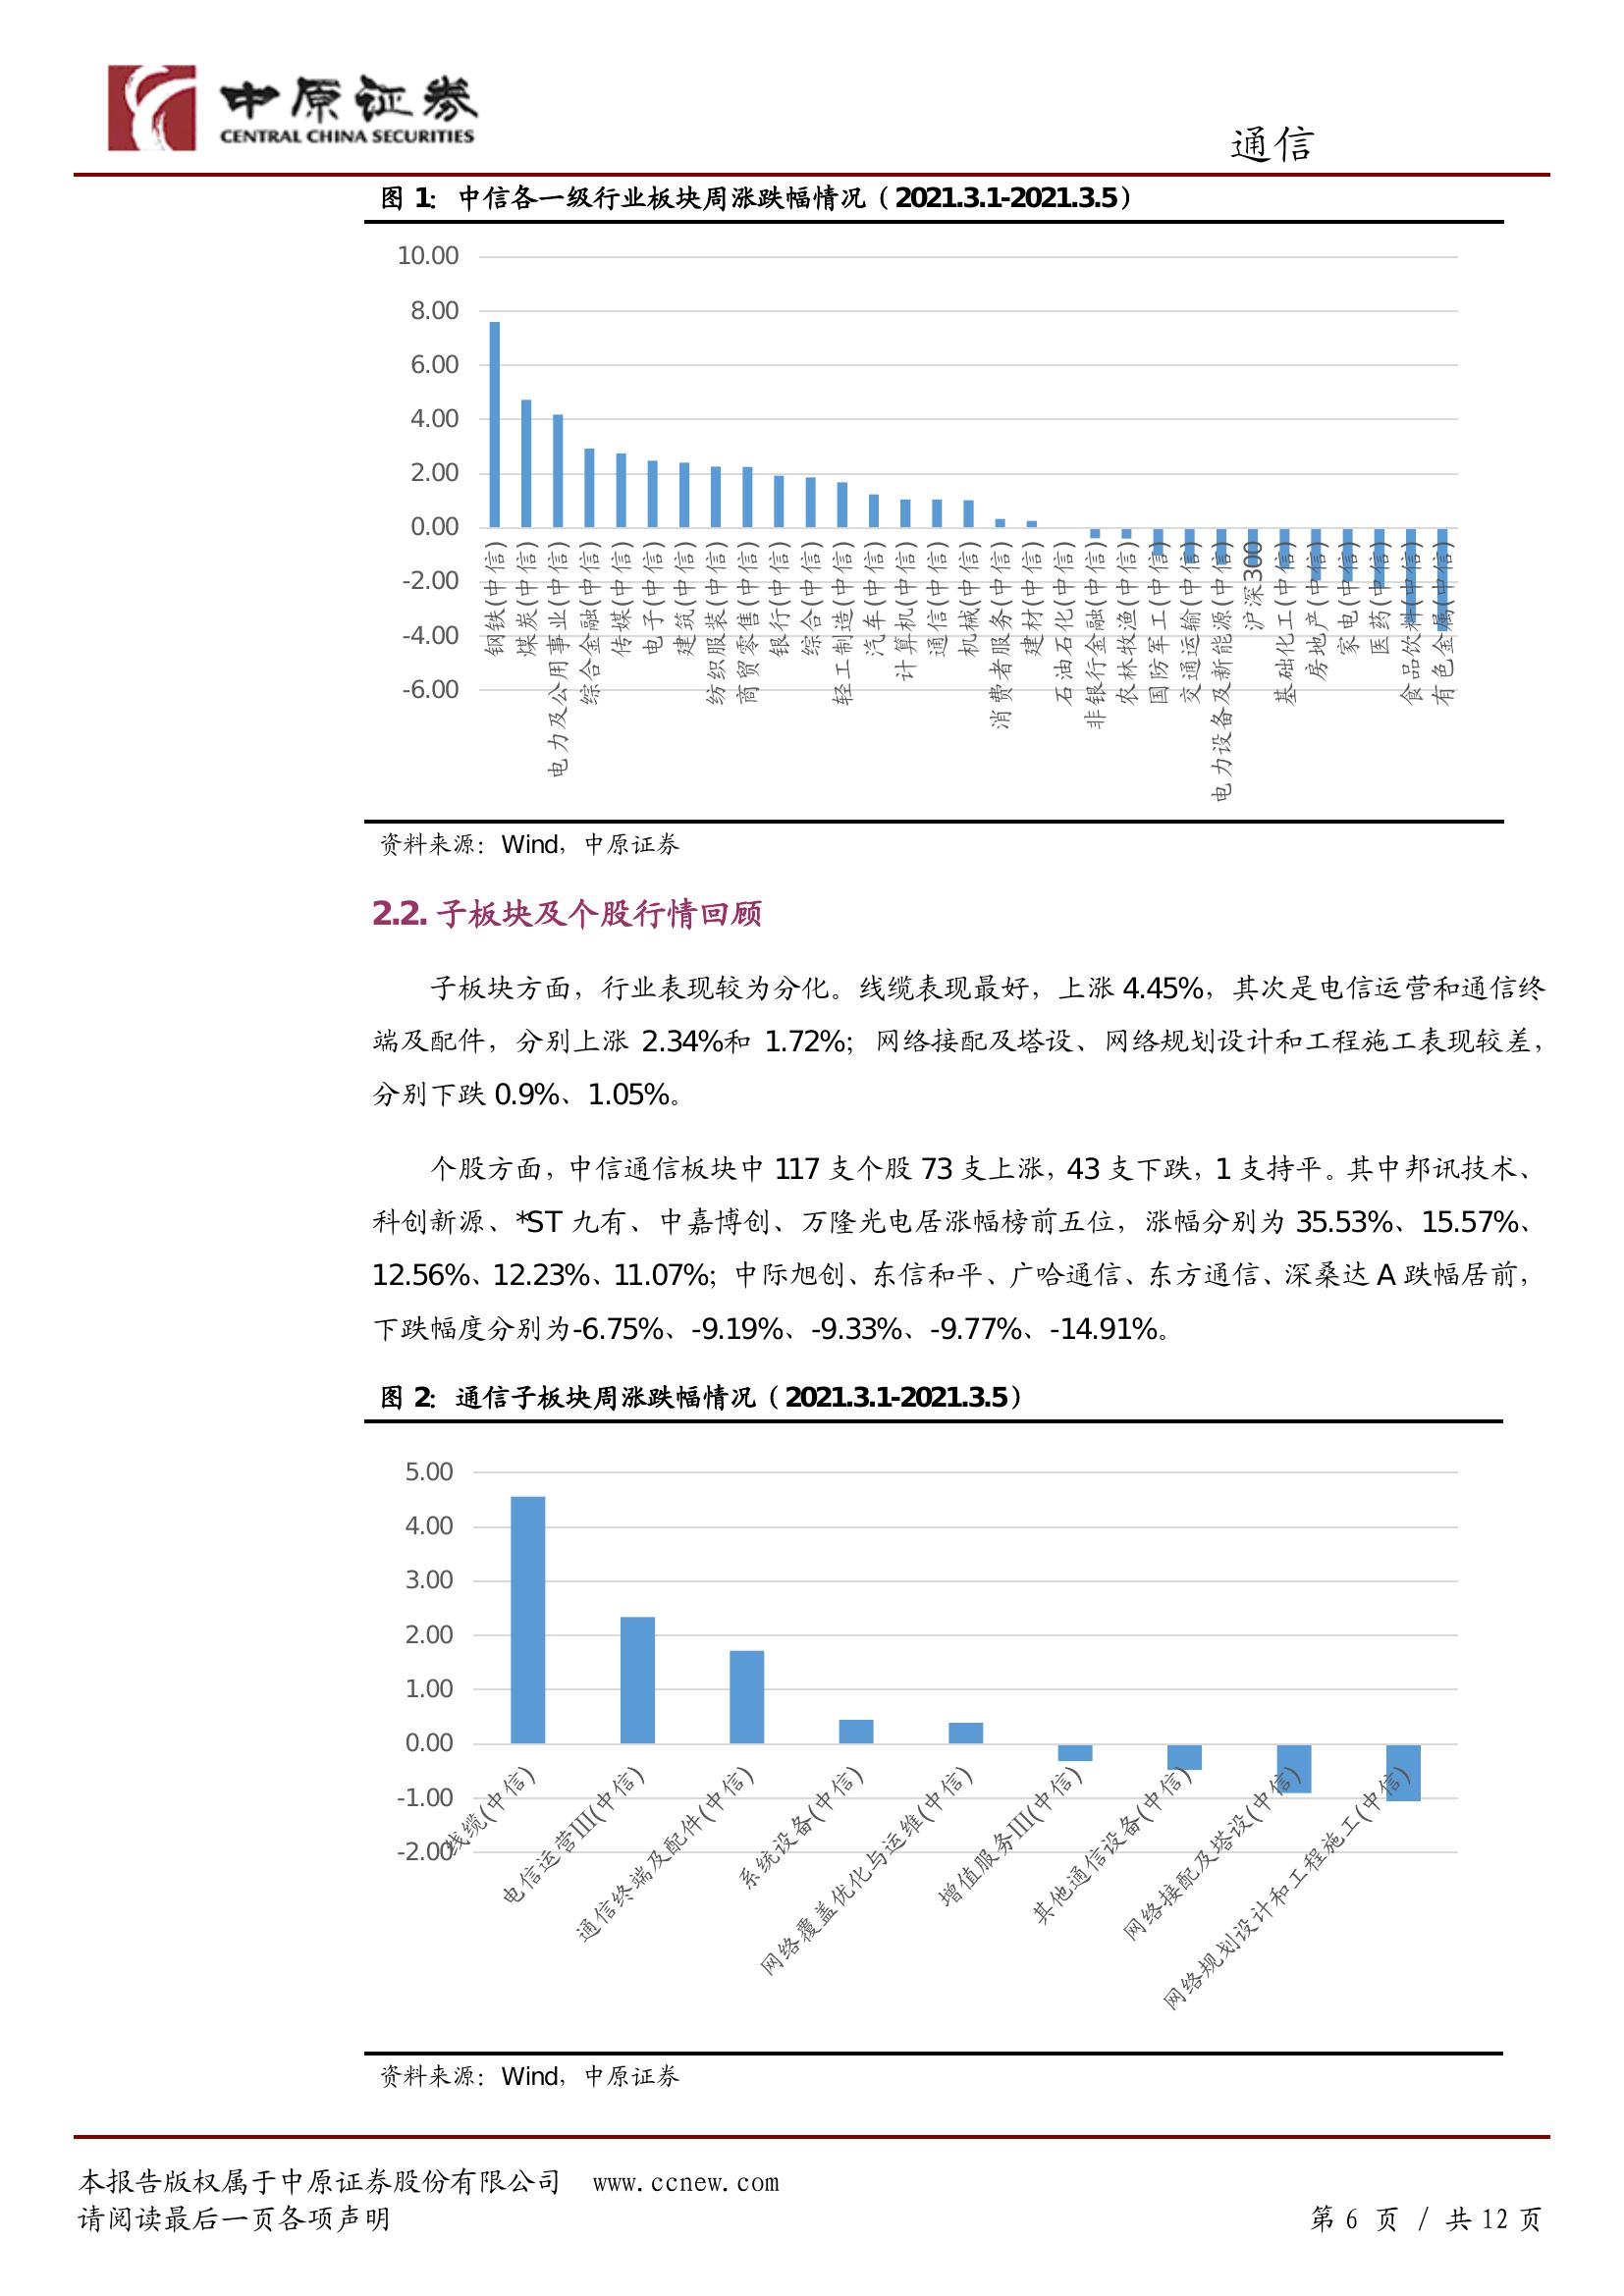 中原证券
CENTRAL CHINA SECURITIES
通信
图 1：中信各一级行业板块周涨跌幅情况（2021.3.1-2021.3.5）
10.00
8.00
6.00
4.00
2.00
0.00
-2.00
-4.00
-6.00
钢铁(中信)
煤炭(中信)
电力及公用事业(中信)
综合金融(中信)
传媒(中信)
电子(中信)
建筑(中信)
纺织服装(中信)
商贸零售(中信)
银行(中信)
综合(中信)
轻工制造(中信)
汽车(中信)
计算机(中信)
通信(中信)
机械(中信)
消费者服务(中信)
建材(中信)
石油石化(中信)
非银行金融(中信)
农林牧渔(中信)
国防军工(中信)
交通运输(中信)
电力设备及新能源(中信)
沪深300
基础化工(中信)
房地产(中信)
家电(中信)
医药(中信)
食品饮料(中信)
有色金属(中信)
资料来源：Wind，中原证券
2.2. 子板块及个股行情回顾
子板块方面，行业表现较为分化。线缆表现最好，上涨 4.45%，其次是电信运营和通信终
端及配件，分别上涨 2.34%和 1.72%；网络接配及塔设、网络规划设计和工程施工表现较差，
分别下跌 0.9%、1.05%。
个股方面，中信通信板块中 117 支个股 73 支上涨，43 支下跌，1 支持平。其中邦讯技术、
科创新源、*ST 九有、中嘉博创、万隆光电居涨幅榜前五位，涨幅分别为 35.53%、15.57%、
12.56%、12.23%、11.07%；中际旭创、东信和平、广哈通信、东方通信、深桑达 A 跌幅居前，
下跌幅度分别为-6.75%、-9.19%、-9.33%、-9.77%、-14.91%。
图 2：通信子板块周涨跌幅情况（2021.3.1-2021.3.5）
5.00
4.00
3.00
2.00
1.00
0.00
-1.00
-2.00
线缆(中信)
电信运营III(中信)
通信终端及配件(中信)
系统设备(中信)
网络覆盖优化与运维(中信)
增值服务III(中信)
其他通信设备(中信)
网络接配及塔设(中信)
网络规划设计和工程施工(中信)
资料来源：Wind，中原证券
本报告版权属于中原证券股份有限公司 www.ccnew.com
请阅读最后一页各项声明
第 6 页 / 共 12 页